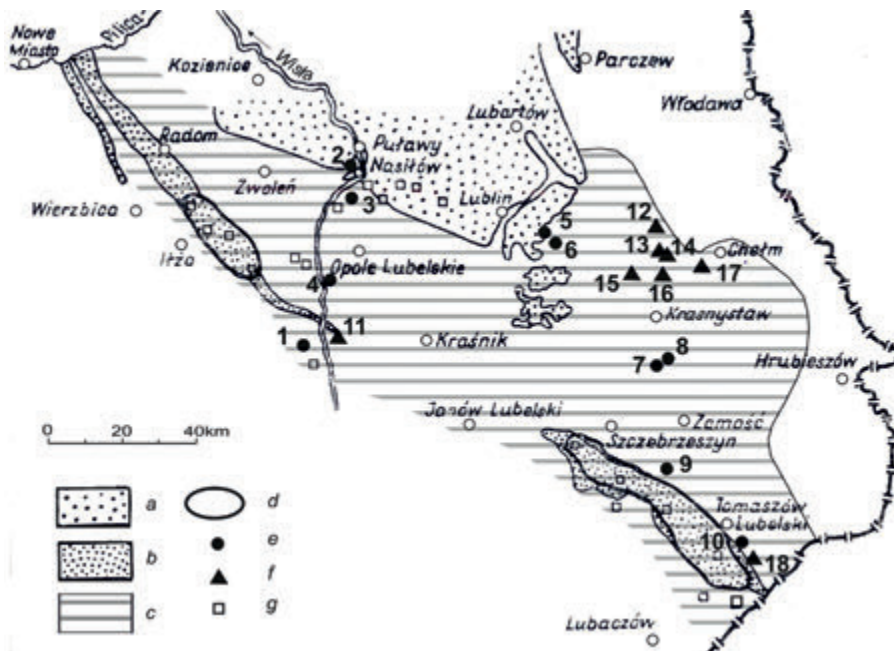 Nowe
Miasto
Pilica
Kozienice
Wisła
Parczew
Włodawa
Lubartów
Radom
Puławy
2
Nasiłów
Zwoleń
3
Lublin
Wierzbica
5
6
12
13
14
Chełm
Iłża
Opole Lubelskie
15
16
17
4
Krasnystaw
1
11
Kraśnik
8
7
Hrubieszów
0 20 40km
Janów Lubelski
Zamość
Szczebrzeszyn
9
a
d
Tomaszów
Lubelski
b
e
10
18
f
c
g
Lubaczów